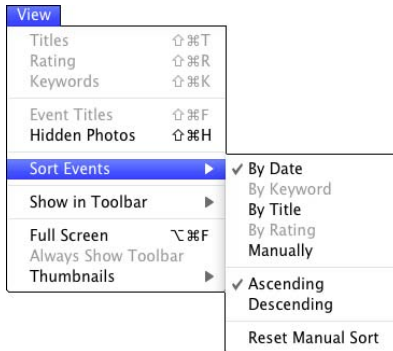 View
Titles ⇧⌘T
Rating ⇧⌘R
Keywords ⇧⌘K
Event Titles ⇧⌘F
Hidden Photos ⇧⌘H
Sort Events ▶
Show in Toolbar ▶
Full Screen ⌥⌘F
Always Show Toolbar
Thumbnails ▶
✓ By Date
By Keyword
By Title
By Rating
Manually
✓ Ascending
Descending
Reset Manual Sort